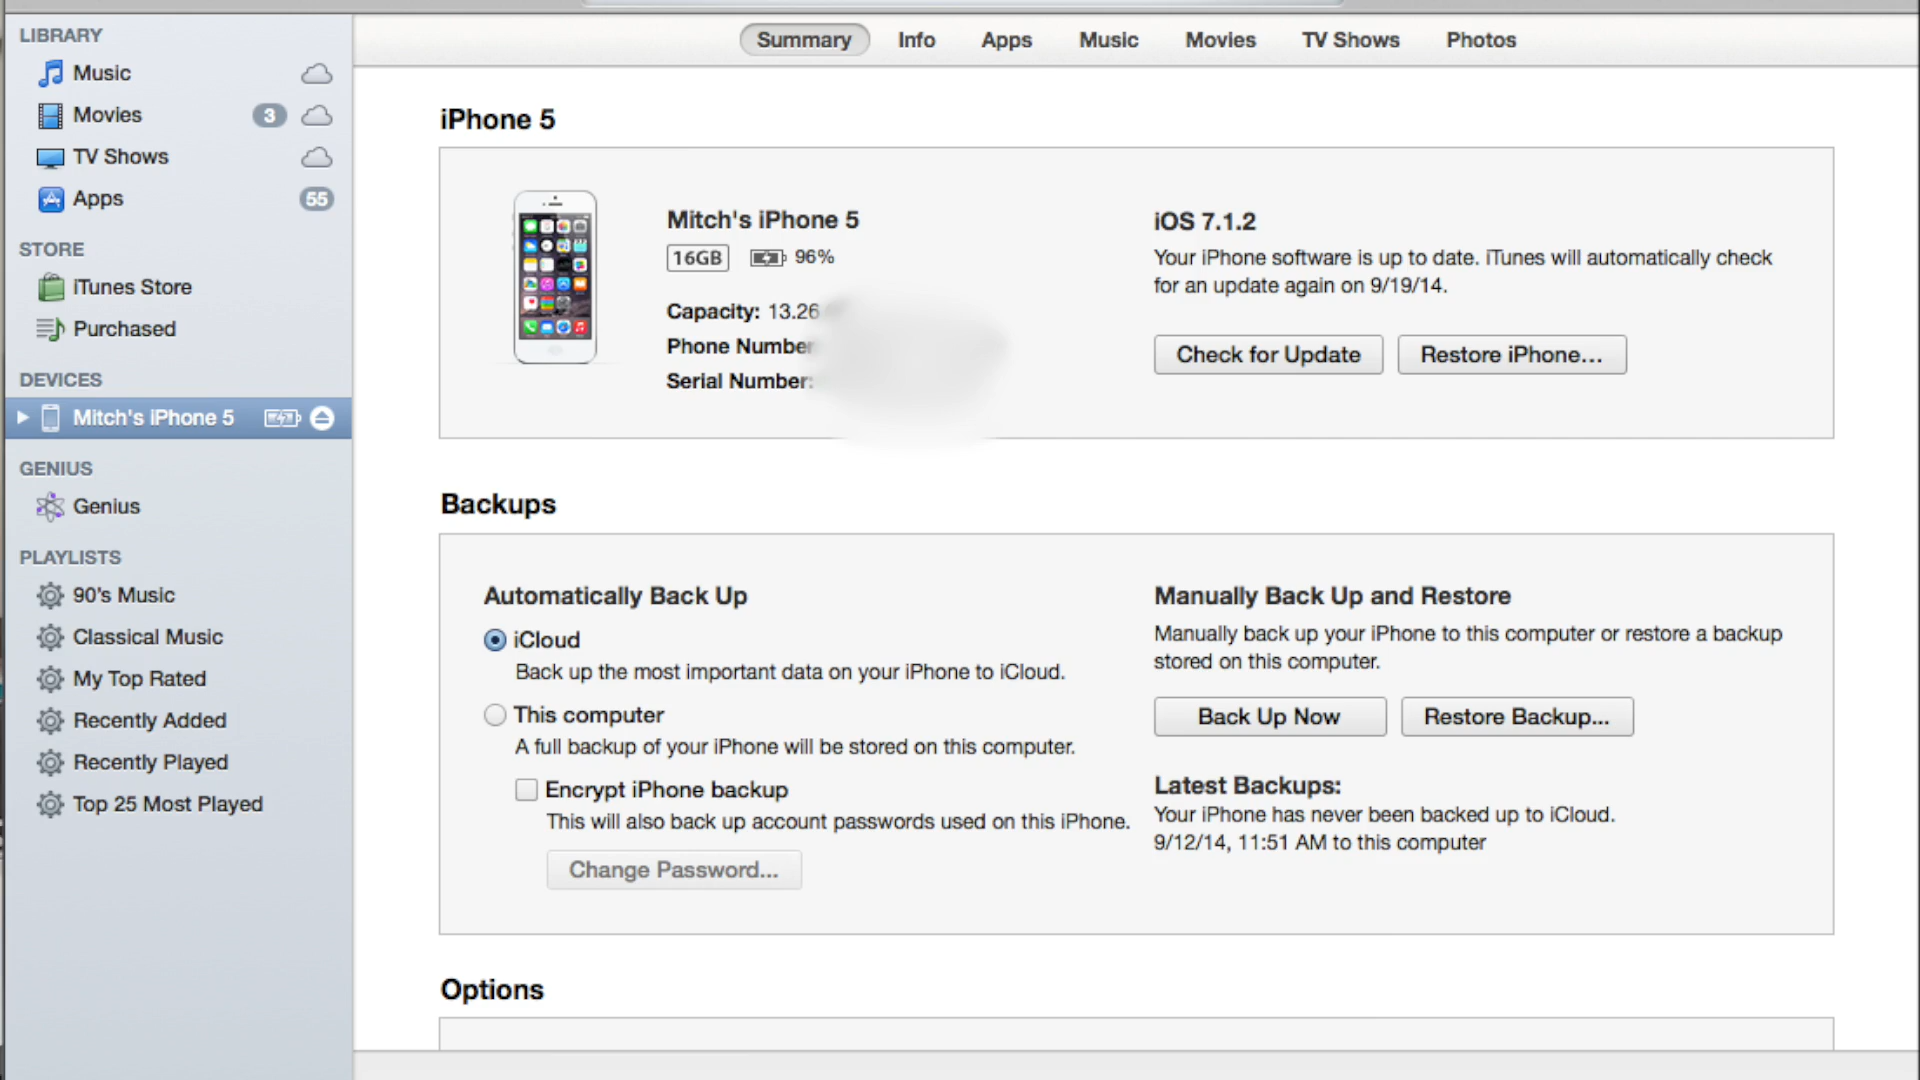 LIBRARY
Music
Movies 3
TV Shows
Apps 55
STORE
iTunes Store
Purchased
DEVICES
Mitch's iPhone 5
GENIUS
Genius
PLAYLISTS
90's Music
Classical Music
My Top Rated
Recently Added
Recently Played
Top 25 Most Played
Summary Info Apps Music Movies TV Shows Photos
iPhone 5
Mitch's iPhone 5
16GB 96%
Capacity: 13.26
Phone Number
Serial Number:
iOS 7.1.2
Your iPhone software is up to date. iTunes will automatically check
for an update again on 9/19/14.
Check for Update Restore iPhone...
Backups
Automatically Back Up
iCloud
Back up the most important data on your iPhone to iCloud.
This computer
A full backup of your iPhone will be stored on this computer.
Encrypt iPhone backup
This will also back up account passwords used on this iPhone.
Change Password...
Manually Back Up and Restore
Manually back up your iPhone to this computer or restore a backup
stored on this computer.
Back Up Now Restore Backup...
Latest Backups:
Your iPhone has never been backed up to iCloud.
9/12/14, 11:51 AM to this computer
Options